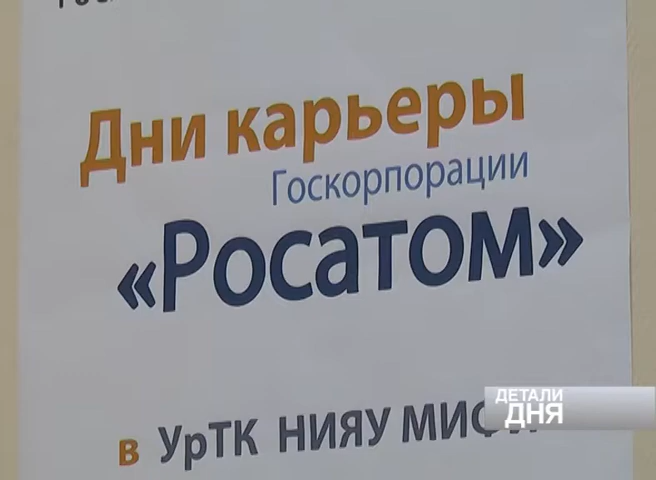 Дни карьеры
Госкорпорации
«Росатом»
в УрТК НИЯУ
ДЕТАЛИ
ДНЯ